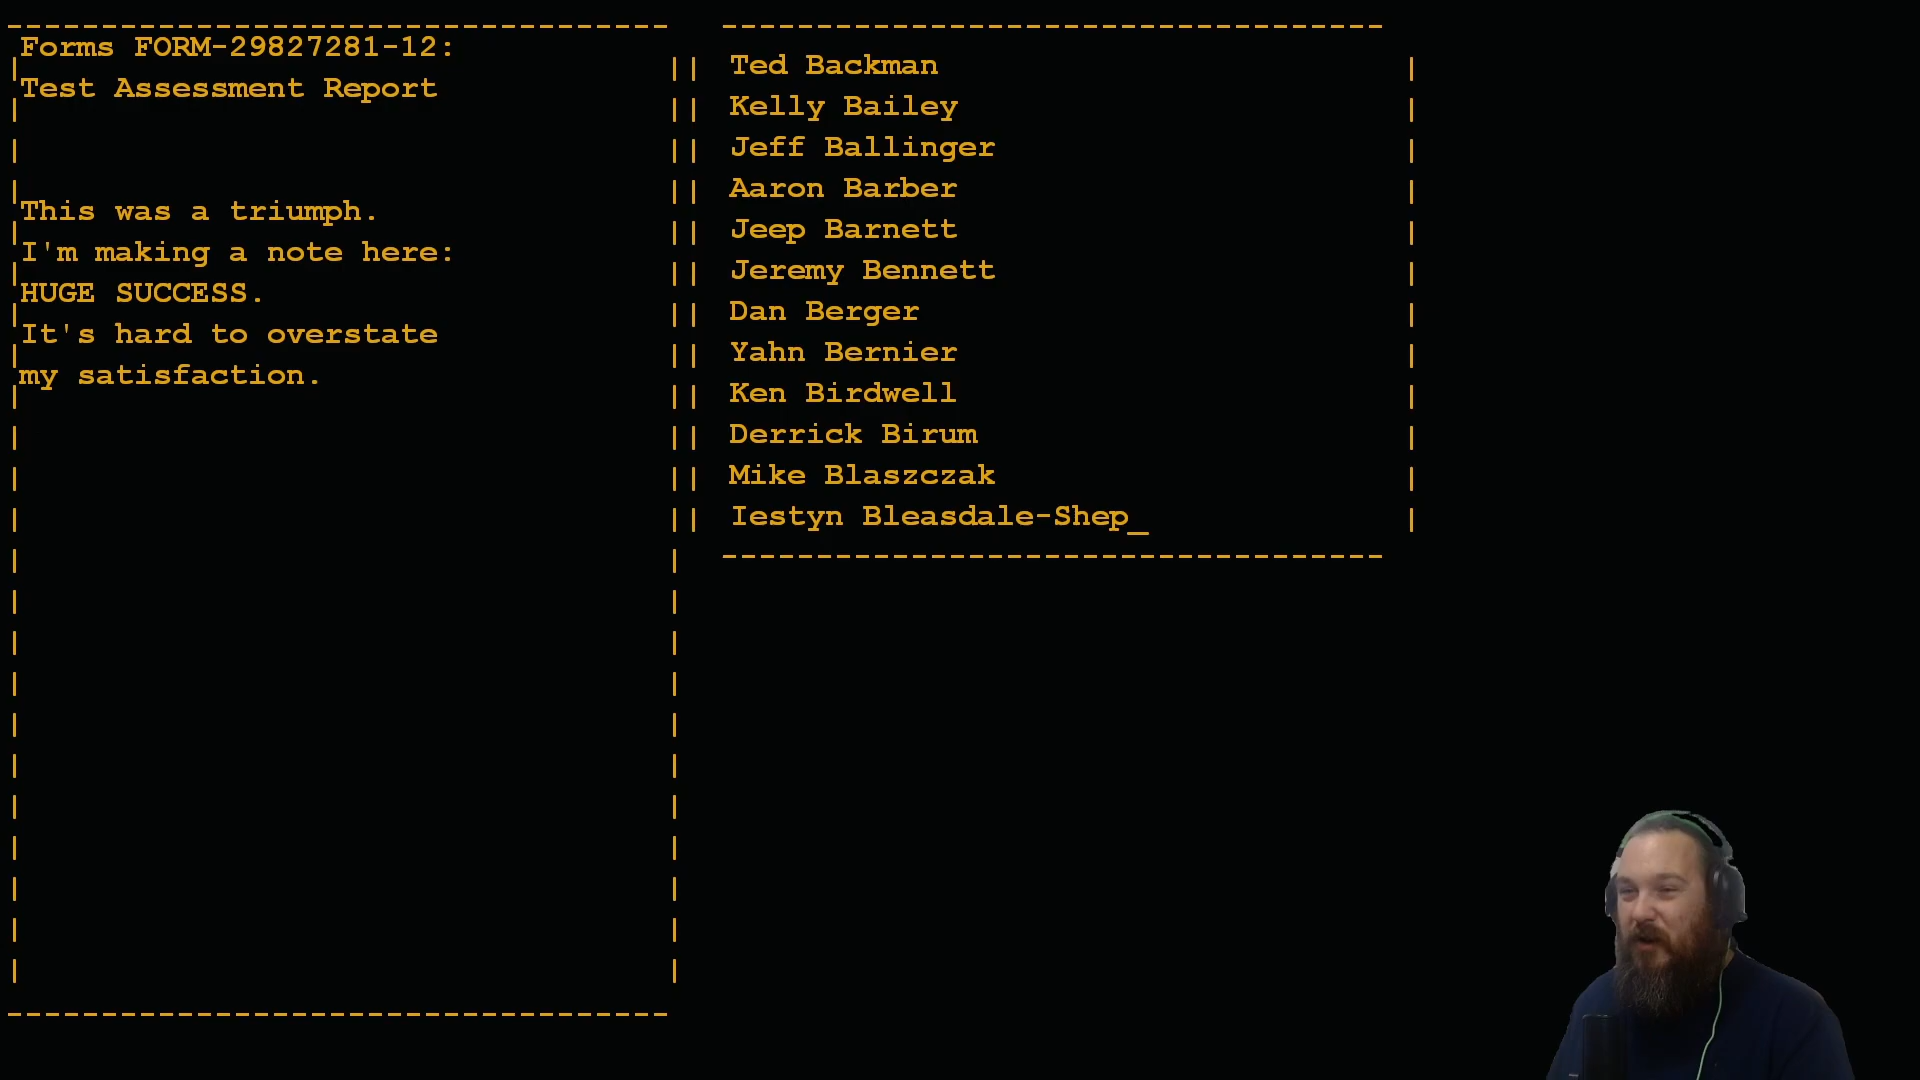 Forms FORM-29827281-12:
Test Assessment Report
This was a triumph.
I'm making a note here:
HUGE SUCCESS.
It's hard to overstate
my satisfaction.
Ted Backman
Kelly Bailey
Jeff Ballinger
Aaron Barber
Jeep Barnett
Jeremy Bennett
Dan Berger
Yahn Bernier
Ken Birdwell
Derrick Birum
Mike Blaszczak
Iestyn Bleasdale-Shep_